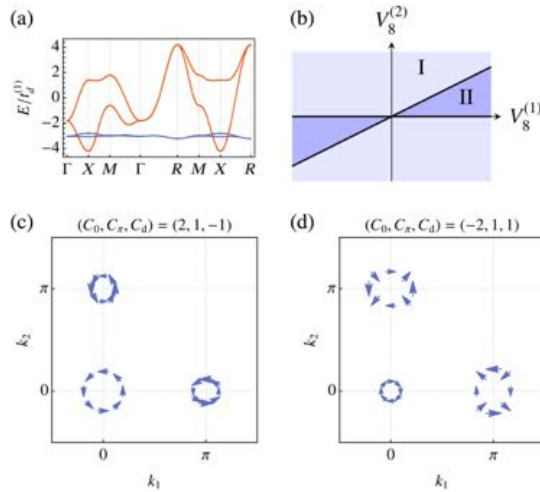 (a)
E/t_d^{(1)}
4
2
0
−2
−4
Γ X M Γ R M X R
(b)
V_8^{(2)}
I
II
V_8^{(1)}
(c)
(C_0, C_π, C_d) = (2, 1, −1)
k_2
π
0
0 π
k_1
(d)
(C_0, C_π, C_d) = (−2, 1, 1)
k_2
π
0
0 π
k_1